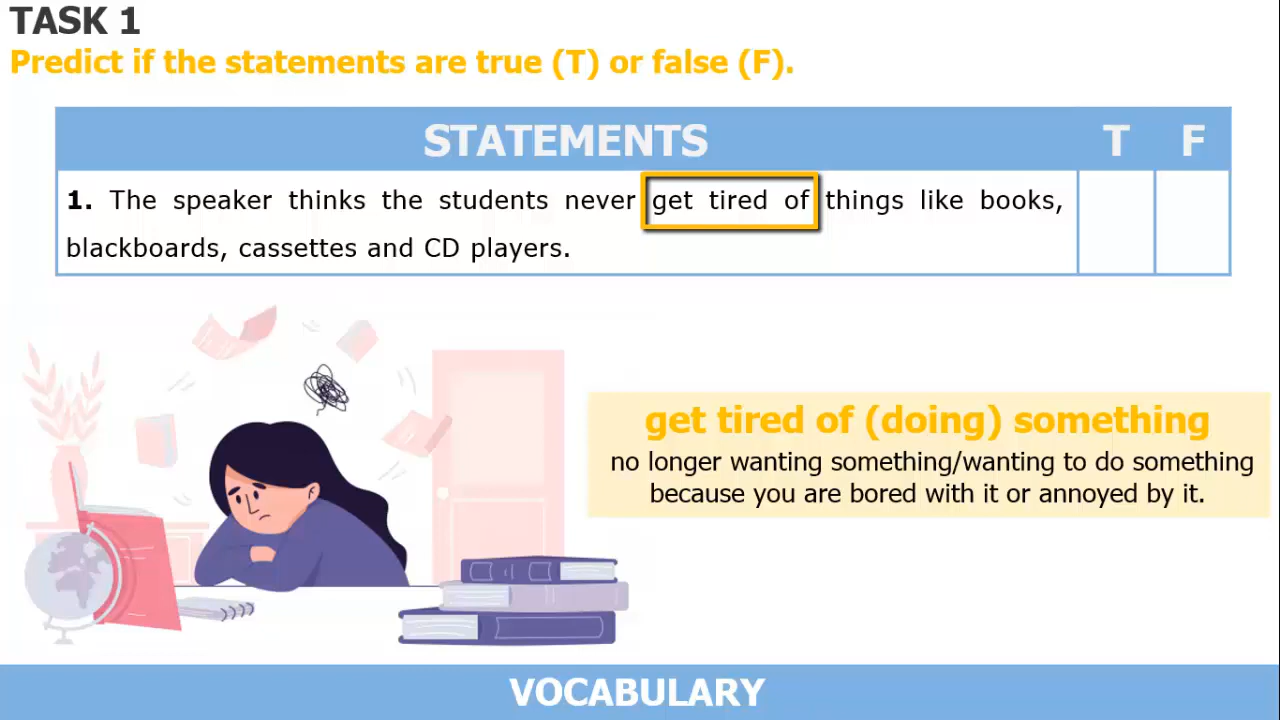 TASK 1
Predict if the statements are true (T) or false (F).
STATEMENTS T F
1. The speaker thinks the students never get tired of things like books,
blackboards, cassettes and CD players.
get tired of (doing) something
no longer wanting something/wanting to do something
because you are bored with it or annoyed by it.
VOCABULARY